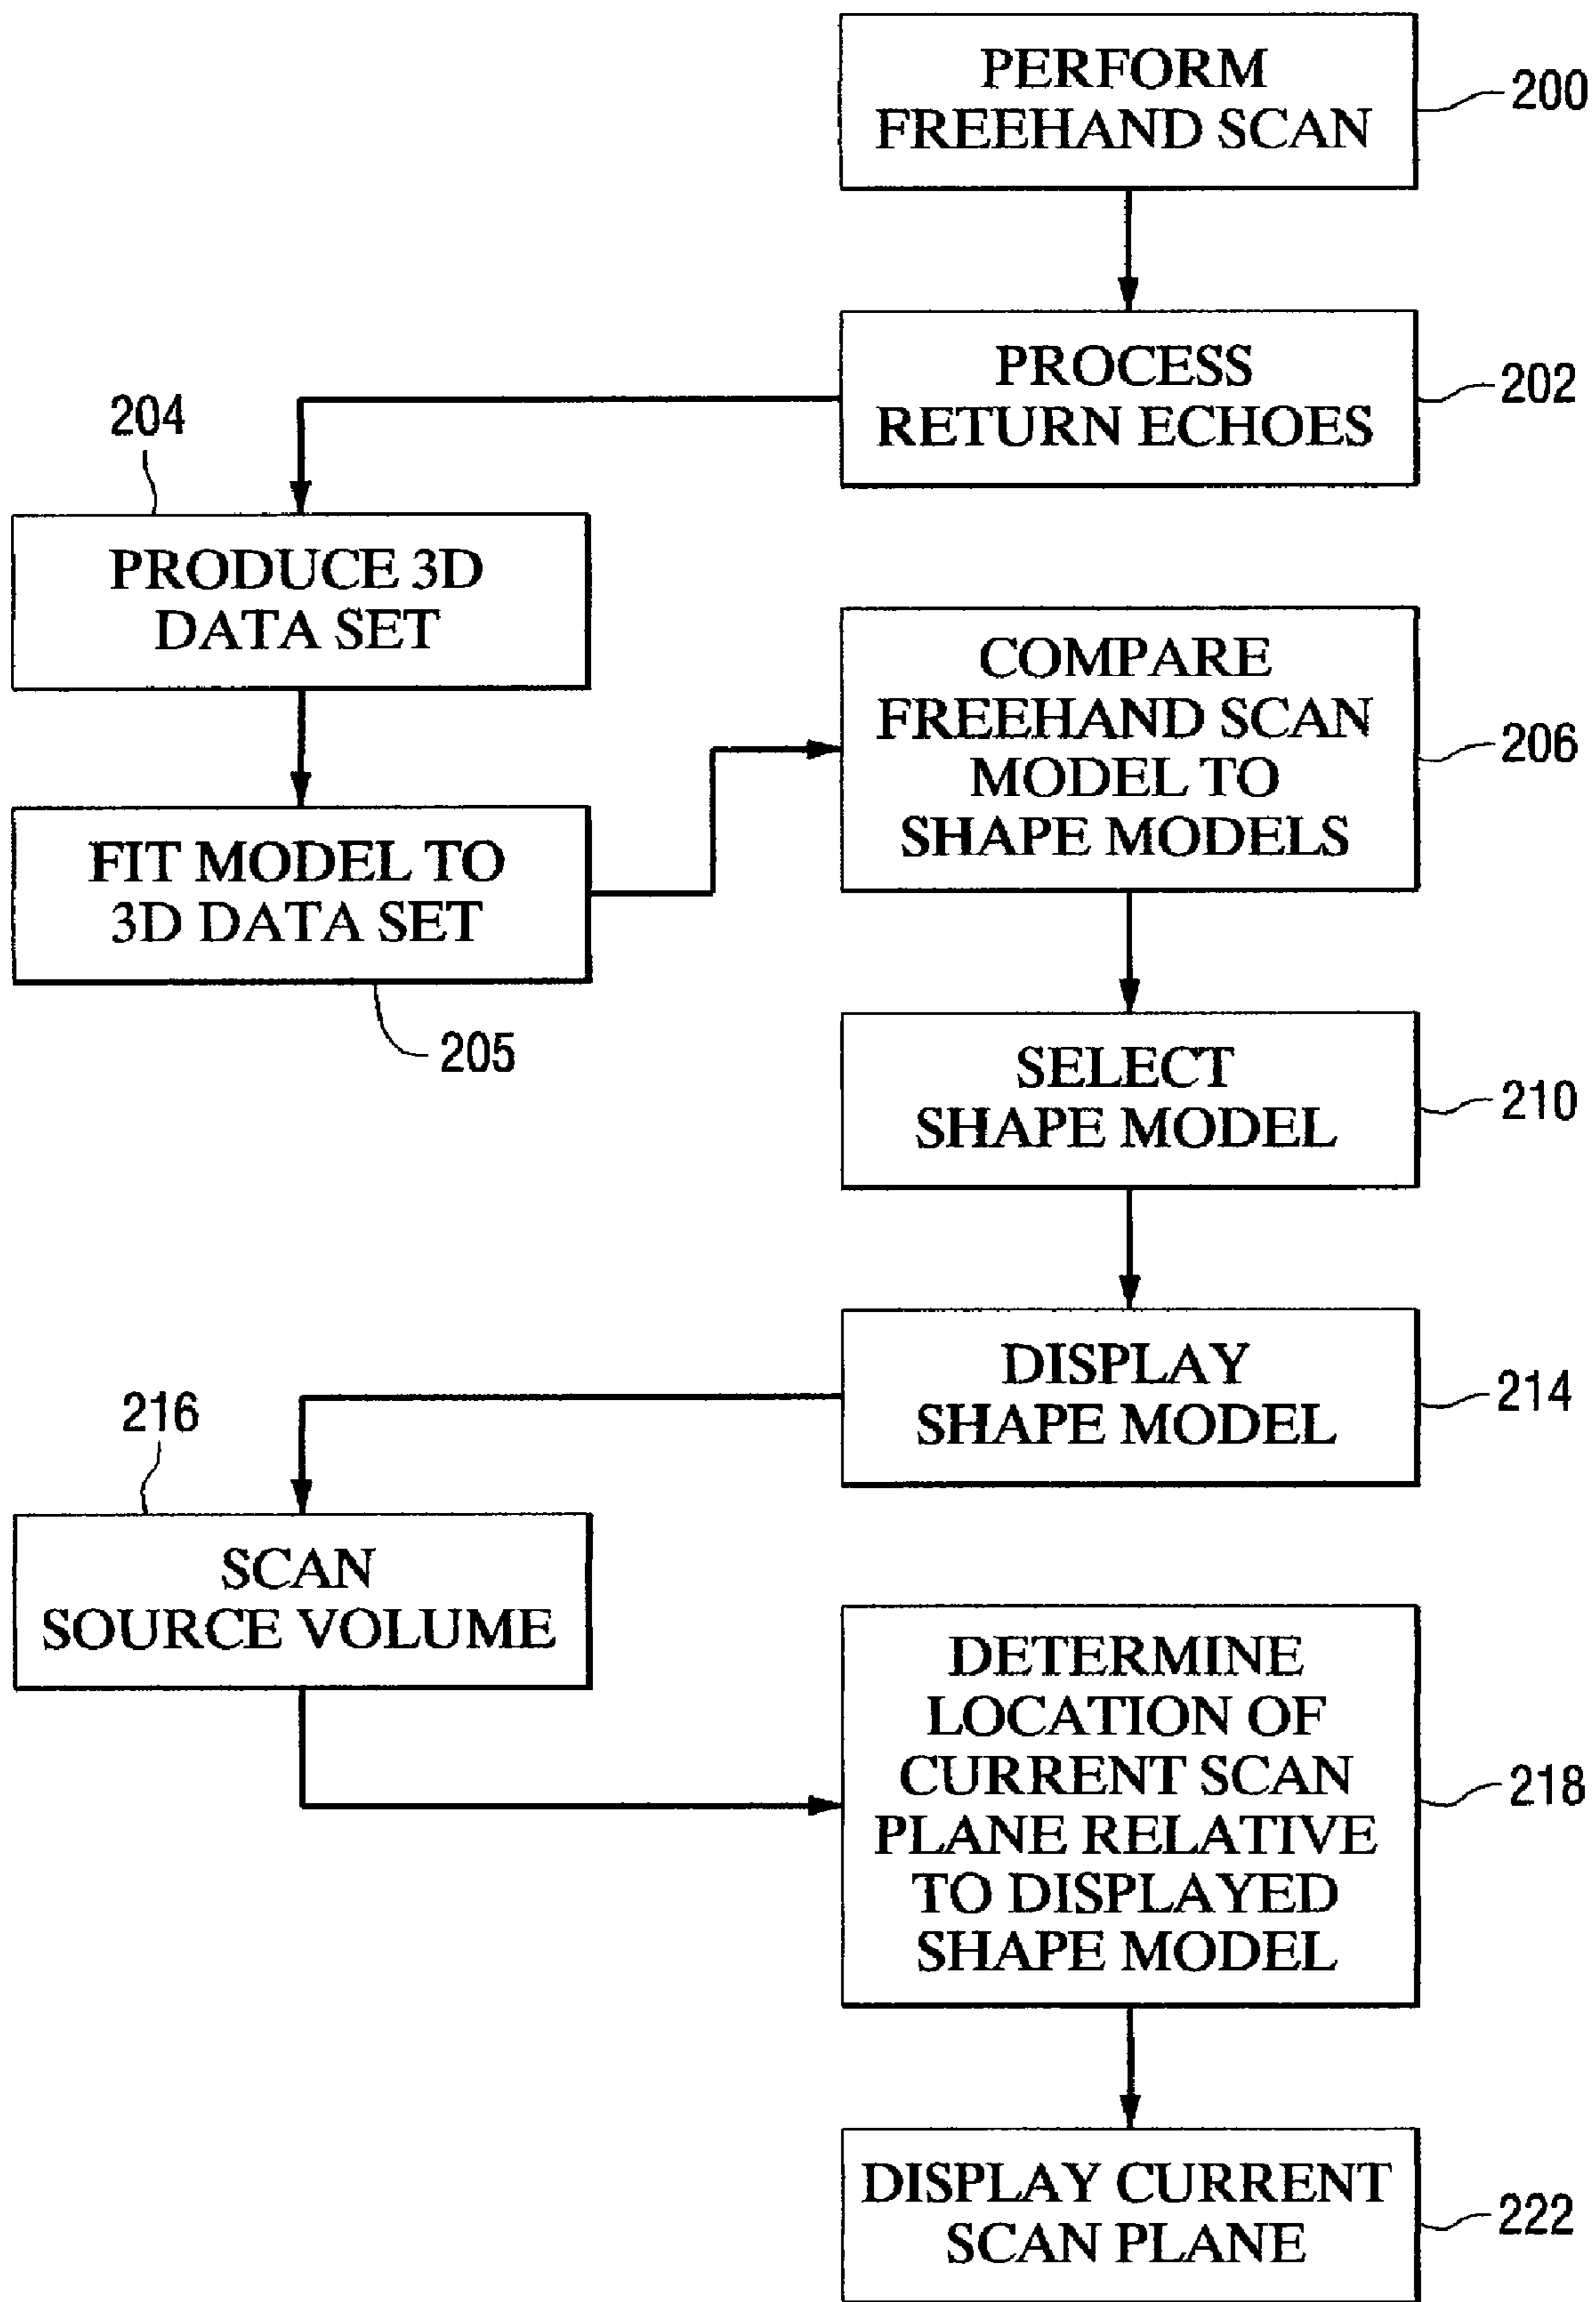 PERFORM
FREEHAND SCAN
200
PROCESS
RETURN ECHOES
202
204
PRODUCE 3D
DATA SET
FIT MODEL TO
3D DATA SET
205
COMPARE
FREEHAND SCAN
MODEL TO
SHAPE MODELS
206
SELECT
SHAPE MODEL
210
DISPLAY
SHAPE MODEL
214
216
SCAN
SOURCE VOLUME
DETERMINE
LOCATION OF
CURRENT SCAN
PLANE RELATIVE
TO DISPLAYED
SHAPE MODEL
218
DISPLAY CURRENT
SCAN PLANE
222